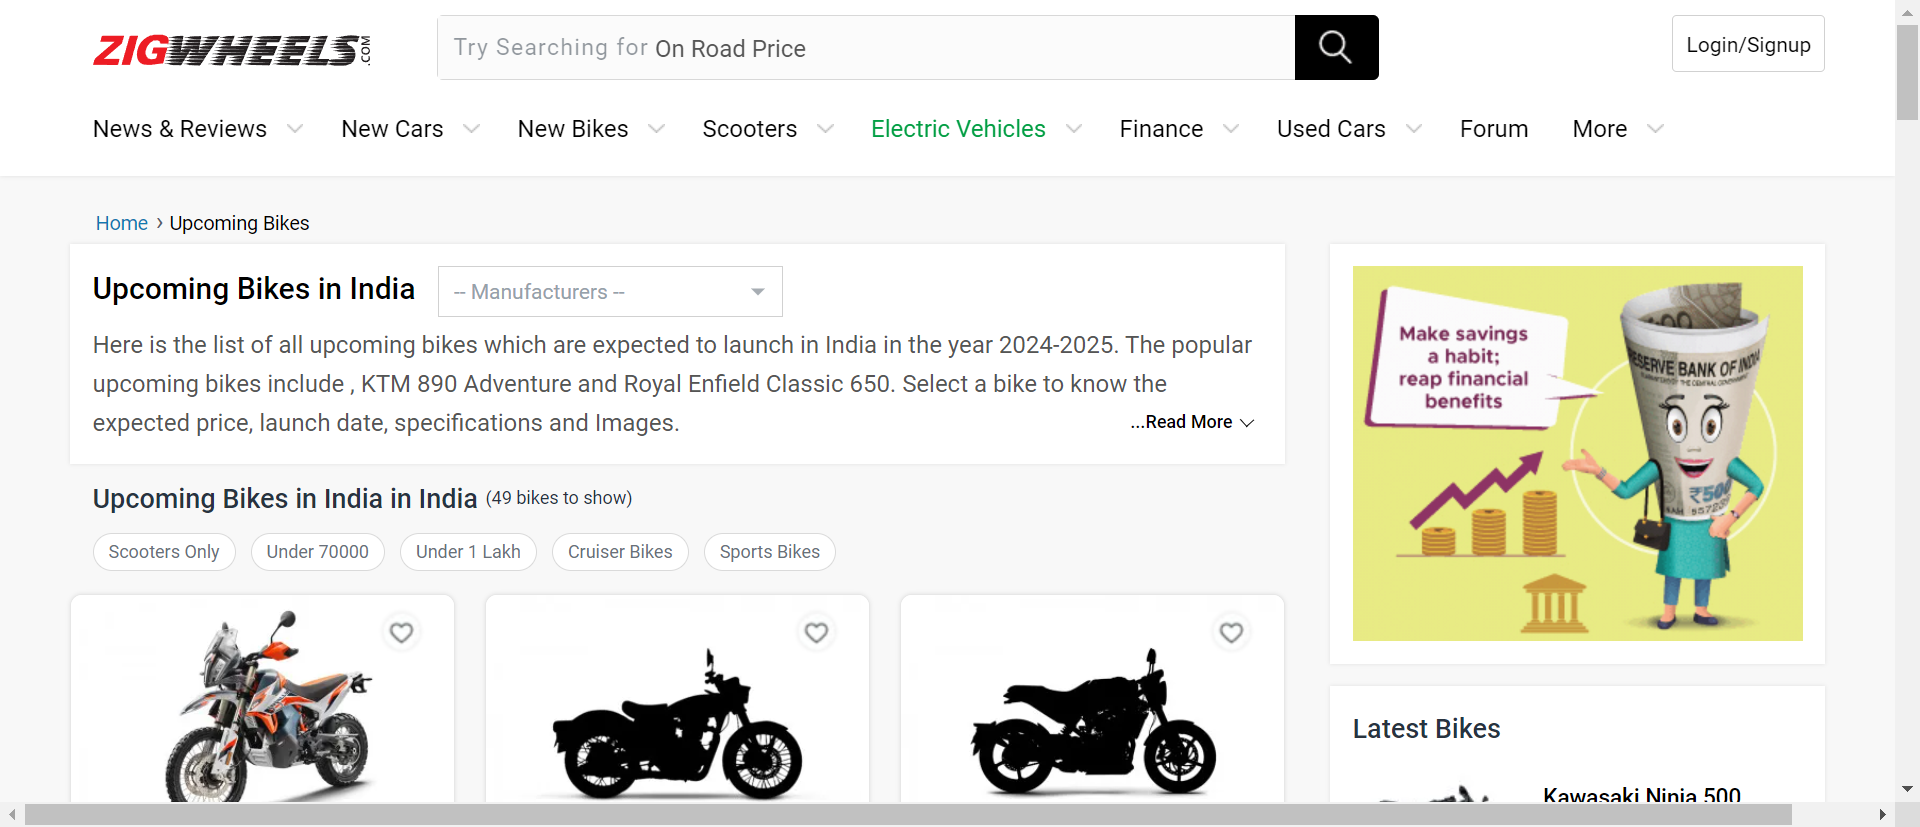 ZIGWHEELS.COM
Try Searching for On Road Price
Login/Signup
News & Reviews
New Cars
New Bikes
Scooters
Electric Vehicles
Finance
Used Cars
Forum
More
Home › Upcoming Bikes
Upcoming Bikes in India
-- Manufacturers --
Here is the list of all upcoming bikes which are expected to launch in India in the year 2024-2025. The popular
upcoming bikes include , KTM 890 Adventure and Royal Enfield Classic 650. Select a bike to know the
expected price, launch date, specifications and Images.
...Read More
Upcoming Bikes in India in India (49 bikes to show)
Scooters Only
Under 70000
Under 1 Lakh
Cruiser Bikes
Sports Bikes
Make savings
a habit;
reap financial
benefits
RESERVE BANK OF INDIA
₹500
Latest Bikes
Kawasaki Ninja 500